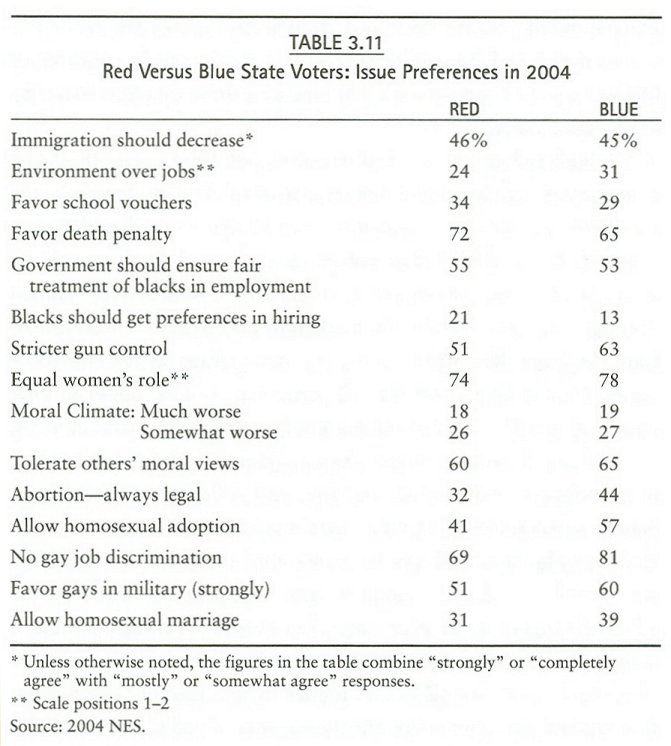 TABLE 3.11
Red Versus Blue State Voters: Issue Preferences in 2004
RED BLUE
Immigration should decrease* 46% 45%
Environment over jobs** 24 31
Favor school vouchers 34 29
Favor death penalty 72 65
Government should ensure fair 55 53
treatment of blacks in employment
Blacks should get preferences in hiring 21 13
Stricter gun control 51 63
Equal women's role** 74 78
Moral Climate: Much worse 18 19
Somewhat worse 26 27
Tolerate others' moral views 60 65
Abortion—always legal 32 44
Allow homosexual adoption 41 57
No gay job discrimination 69 81
Favor gays in military (strongly) 51 60
Allow homosexual marriage 31 39
* Unless otherwise noted, the figures in the table combine “strongly” or “completely
agree” with “mostly” or “somewhat agree” responses.
** Scale positions 1–2
Source: 2004 NES.